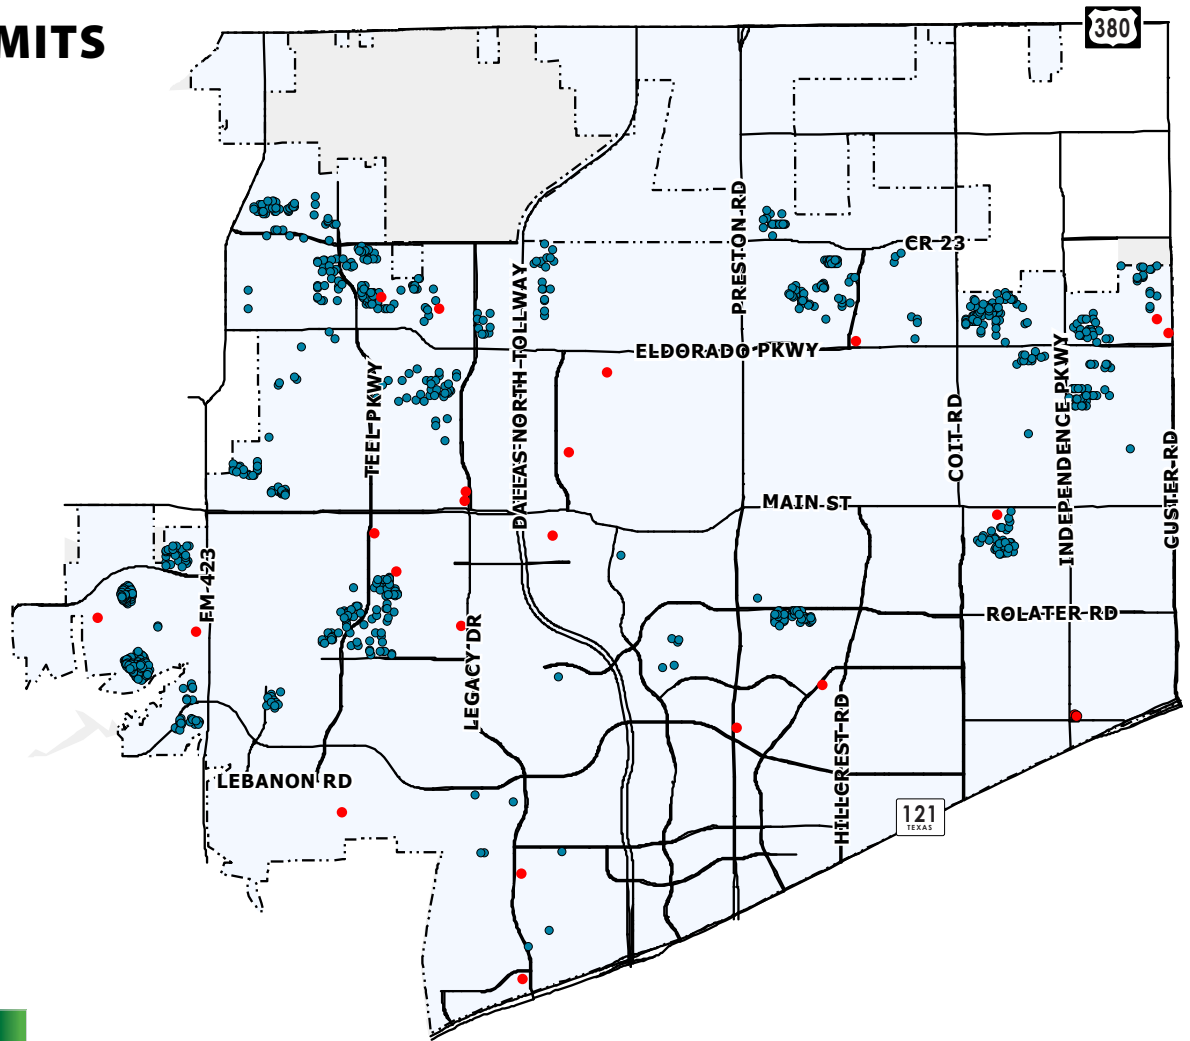 MITS
380
PRESTON RD
CR 23
DALLAS NORTH TOLLWAY
ELDORADO PKWY
TEEL PKWY
INDEPENDENCE PKWY
COIT RD
CUSTER RD
MAIN ST
FM 423
ROLATER RD
LEGACY DR
HILLCREST RD
LEBANON RD
121
TEXAS